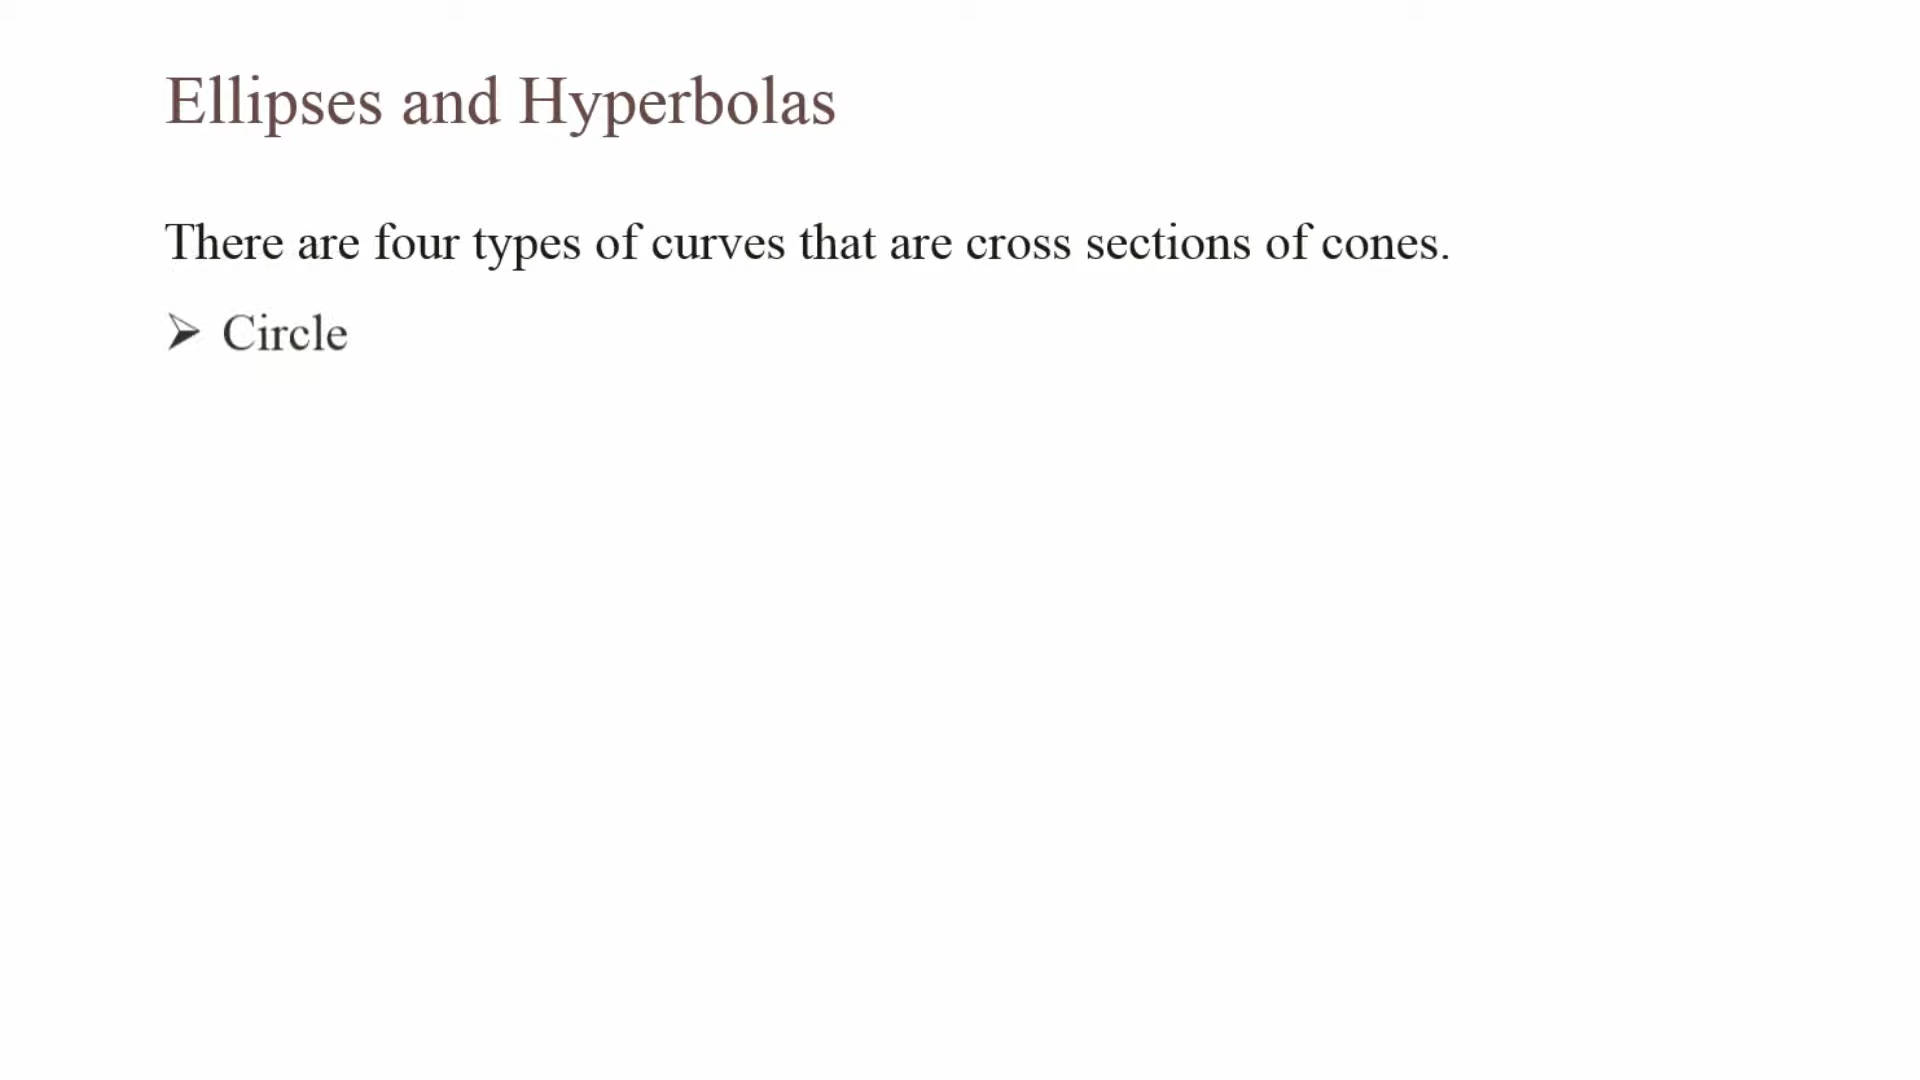 Ellipses and Hyperbolas
There are four types of curves that are cross sections of cones.
➢ Circle